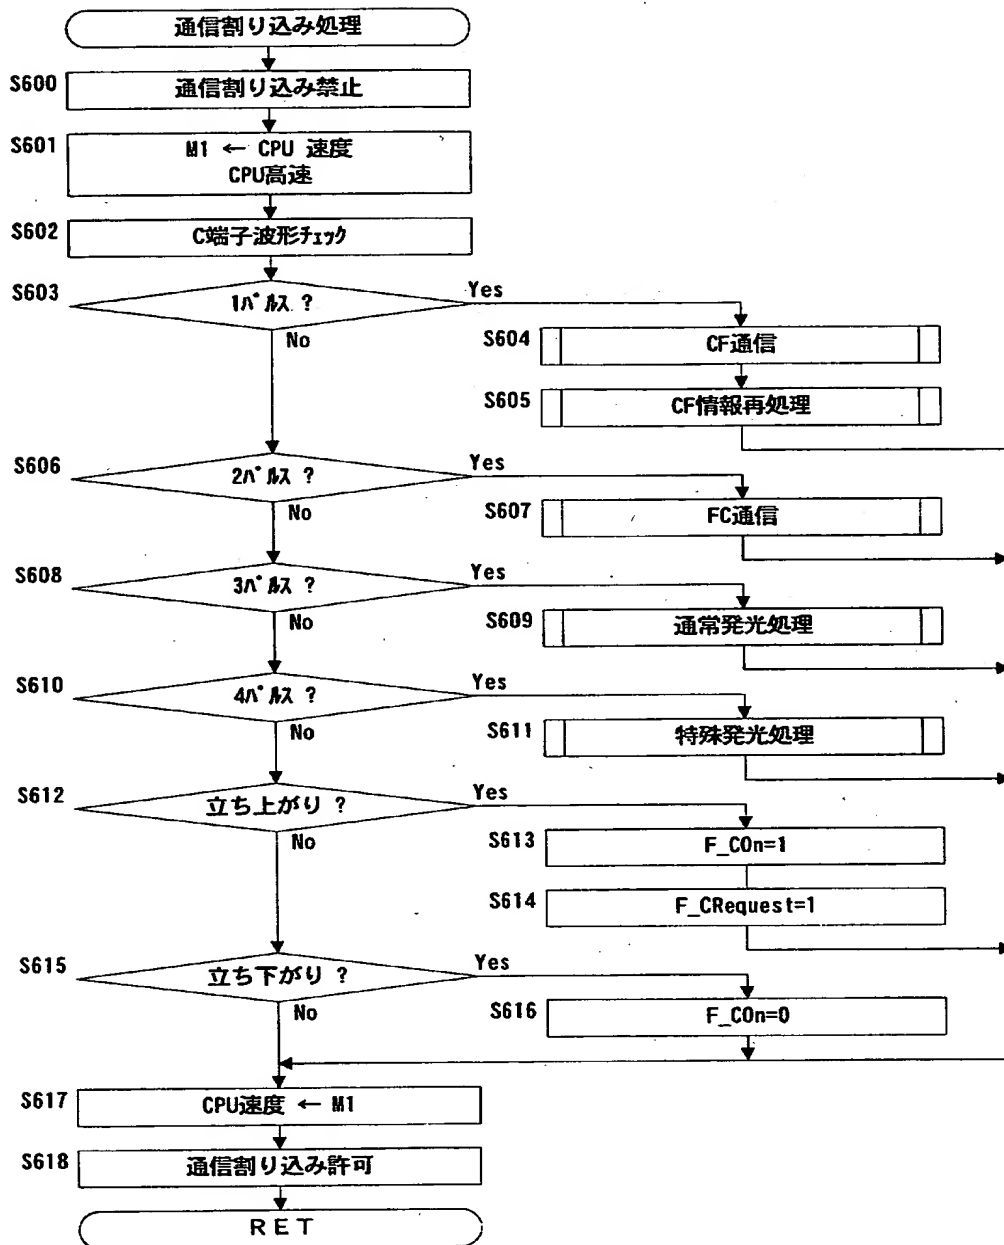 通信割り込み処理
S600
通信割り込み禁止
S601
M1 ← CPU 速度
CPU高速
S602
C端子波形ﾁｪｯｸ
S603
1ﾊﾟﾙｽ ?
Yes
No
S604
CF通信
S605
CF情報再処理
S606
2ﾊﾟﾙｽ ?
Yes
No
S607
FC通信
S608
3ﾊﾟﾙｽ ?
Yes
No
S609
通常発光処理
S610
4ﾊﾟﾙｽ ?
Yes
No
S611
特殊発光処理
S612
立ち上がり ?
Yes
No
S613
F_COn=1
S614
F_CRequest=1
S615
立ち下がり ?
Yes
No
S616
F_COn=0
S617
CPU速度 ← M1
S618
通信割り込み許可
RET